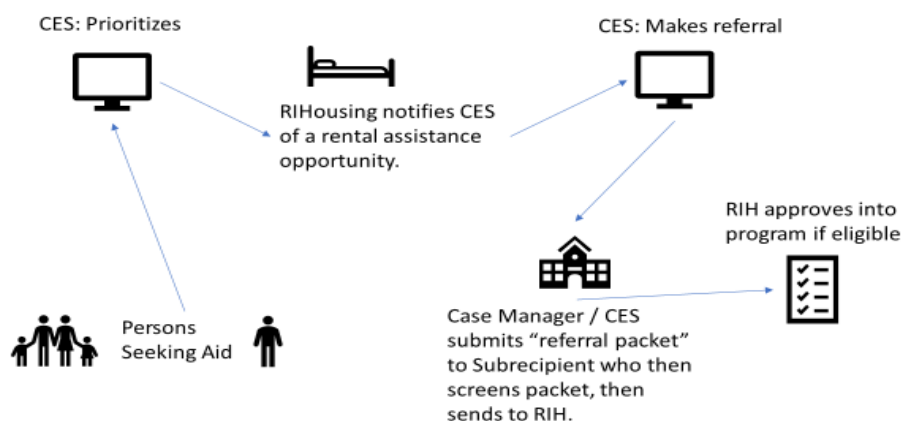 CES: Prioritizes
RIHousing notifies CES
of a rental assistance
opportunity.
CES: Makes referral
Persons
Seeking Aid
Case Manager / CES
submits “referral packet”
to Subrecipient who then
screens packet, then
sends to RIH.
RIH approves into
program if eligible